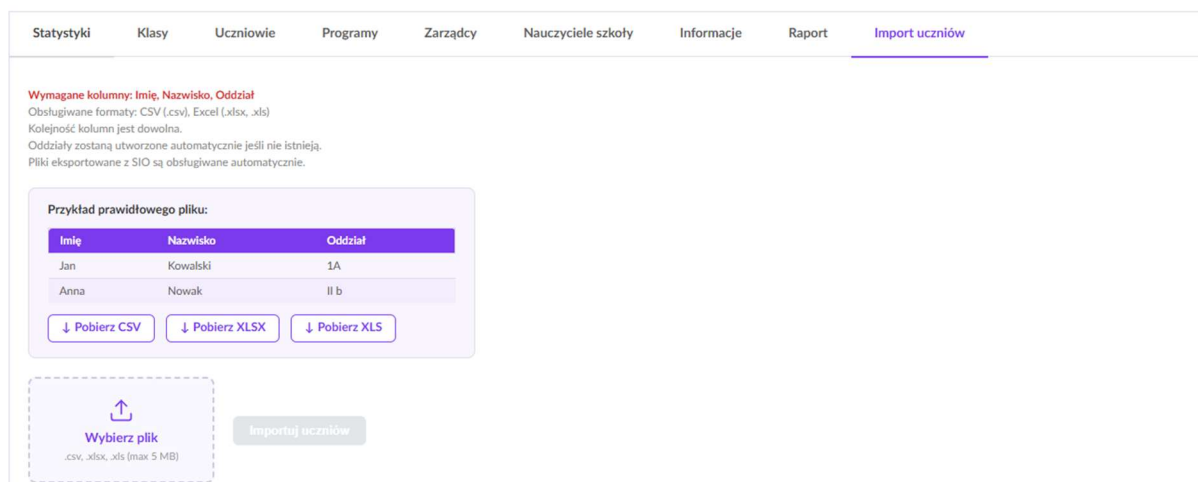 Statystyki Klasy Uczniowie Programy Zarządcy Nauczyciele szkoły Informacje Raport Import uczniów
Wymagane kolumny: Imię, Nazwisko, Oddział
Obsługiwane formaty: CSV (.csv), Excel (.xlsx, .xls)
Kolejność kolumn jest dowolna.
Oddziały zostaną utworzone automatycznie jeśli nie istnieją.
Pliki eksportowane z SIO są obsługiwane automatycznie.
Przykład prawidłowego pliku:
Imię Nazwisko Oddział
Jan Kowalski 1A
Anna Nowak II b
↓ Pobierz CSV ↓ Pobierz XLSX ↓ Pobierz XLS
Wybierz plik
.csv, .xlsx, .xls (max 5 MB)
Importuj uczniów